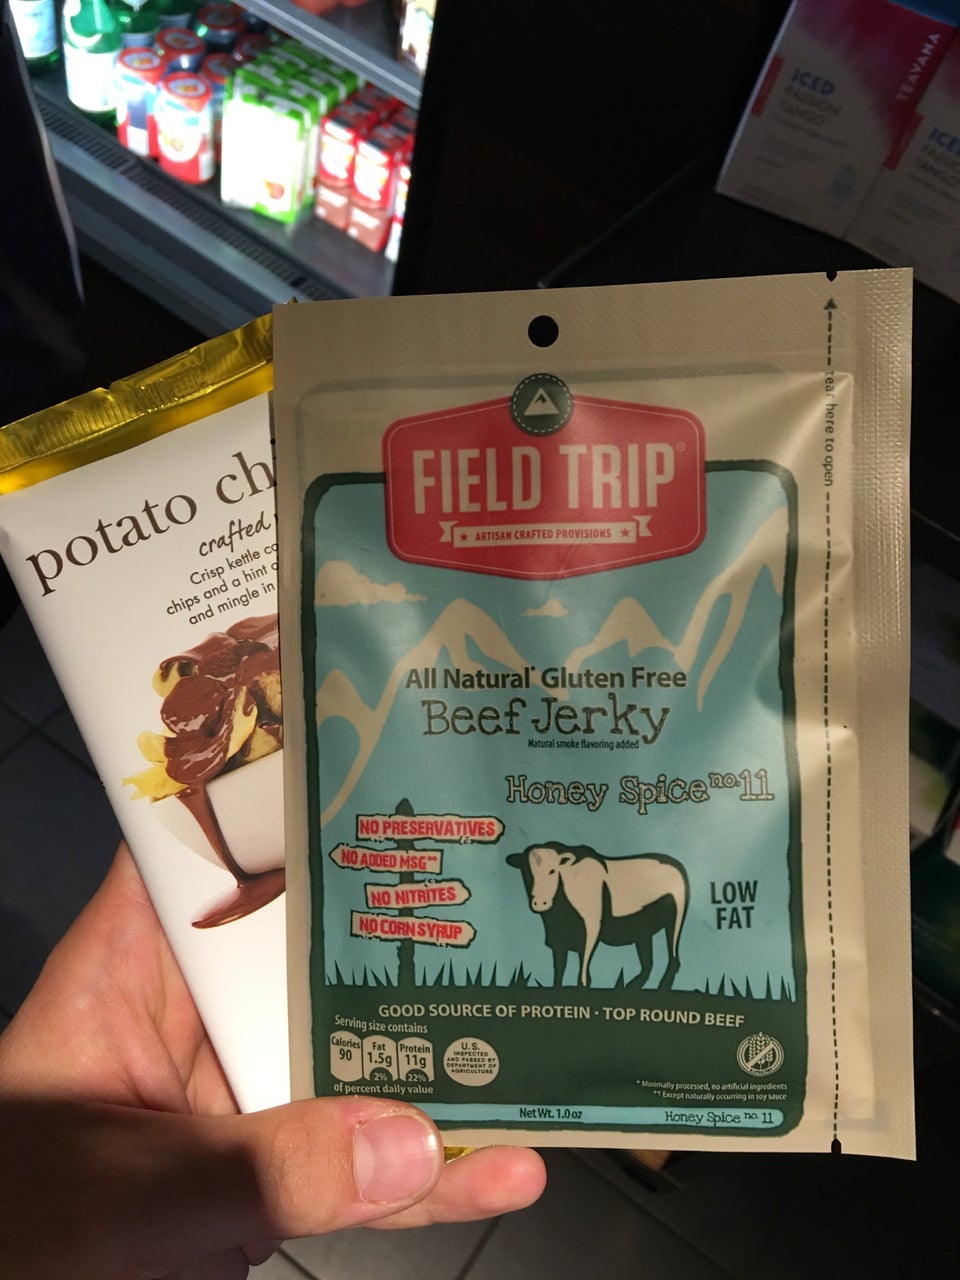 ICED
PASSION
TANGO
TEAVANA
ICE
tear here to open
FIELD TRIP®
ARTISAN CRAFTED PROVISIONS
potato ch
crafted
Crisp kettle co
chips and a hint o
and mingle in
All Natural* Gluten Free
Beef Jerky
Natural smoke flavoring added
Honey Spice no. 11
NO PRESERVATIVES
NO ADDED MSG**
NO NITRITES
NO CORN SYRUP
LOW
FAT
GOOD SOURCE OF PROTEIN · TOP ROUND BEEF
Serving size contains
Calories 90
Fat 1.5g 2%
Protein 11g 22%
of percent daily value
U.S.
INSPECTED
AND PASSED BY
DEPARTMENT OF
AGRICULTURE
* Minimally processed, no artificial ingredients
** Except naturally occurring in soy sauce
Net Wt. 1.0 oz
Honey Spice no. 11